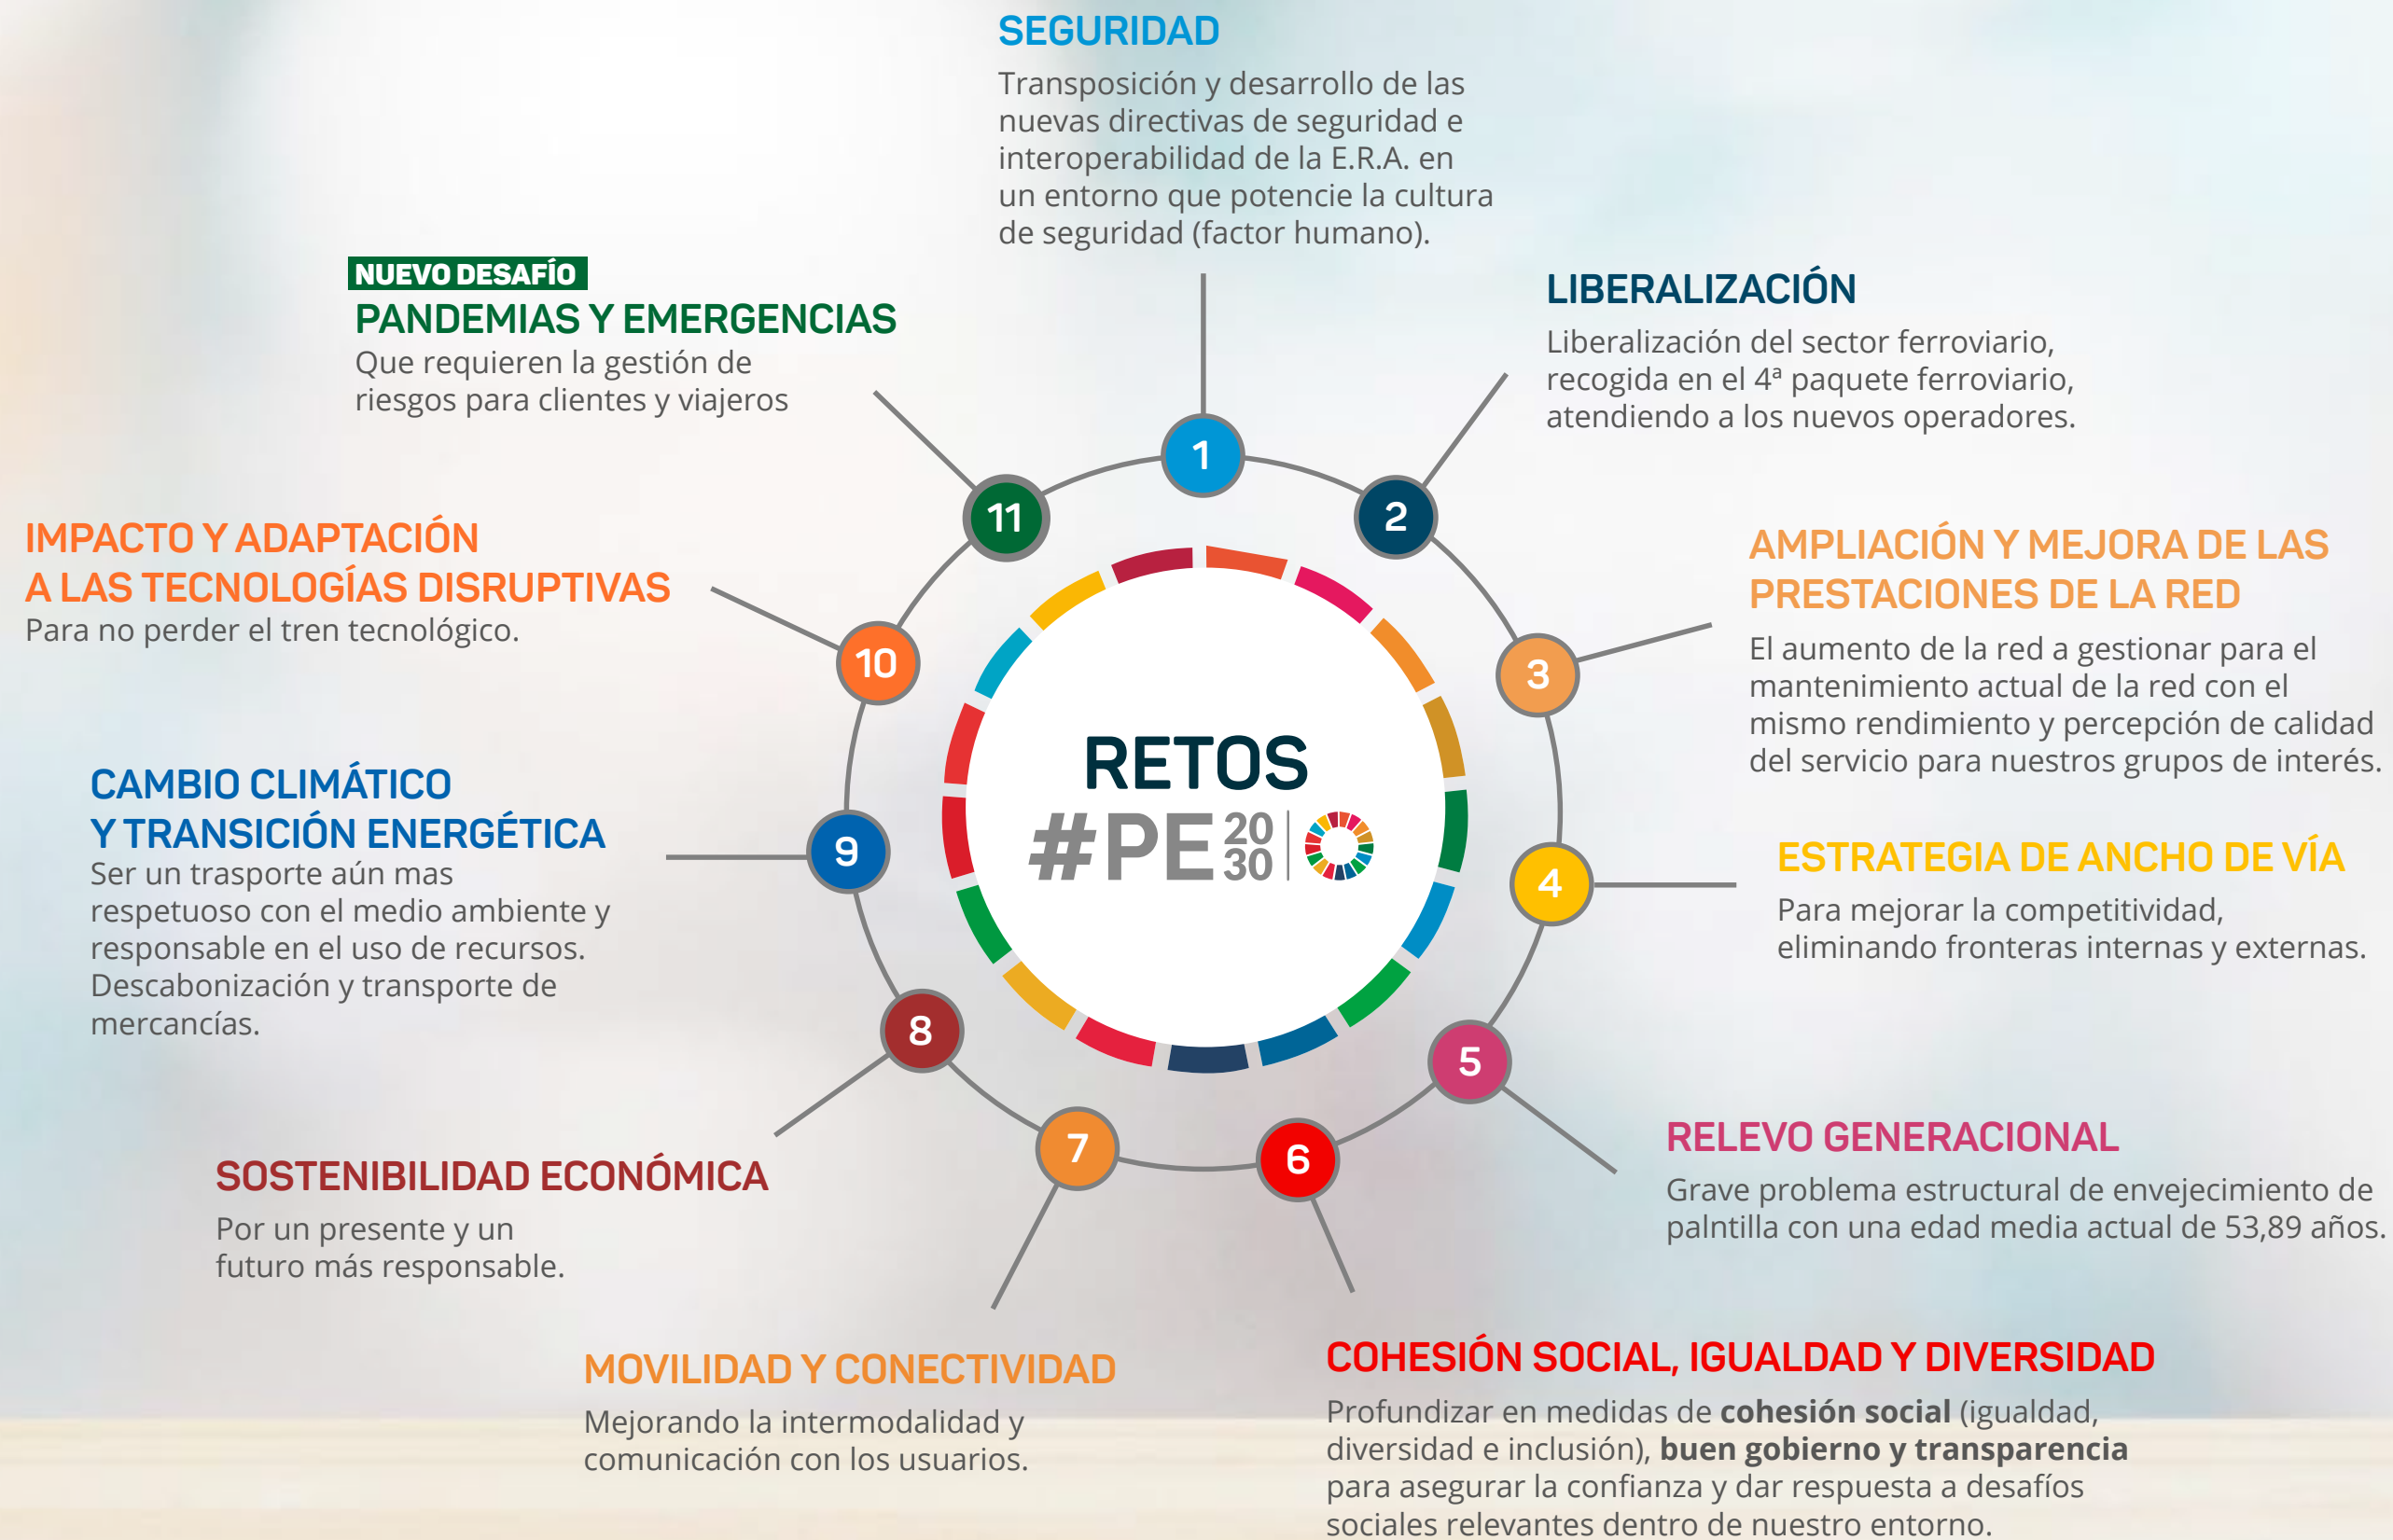 SEGURIDAD
Transposición y desarrollo de las
nuevas directivas de seguridad e
interoperabilidad de la E.R.A. en
un entorno que potencie la cultura
de seguridad (factor humano).
NUEVO DESAFÍO
PANDEMIAS Y EMERGENCIAS
Que requieren la gestión de
riesgos para clientes y viajeros
LIBERALIZACIÓN
Liberalización del sector ferroviario,
recogida en el 4ª paquete ferroviario,
atendiendo a los nuevos operadores.
1
11
2
IMPACTO Y ADAPTACIÓN
A LAS TECNOLOGÍAS DISRUPTIVAS
Para no perder el tren tecnológico.
AMPLIACIÓN Y MEJORA DE LAS
PRESTACIONES DE LA RED
El aumento de la red a gestionar para el
mantenimiento actual de la red con el
mismo rendimiento y percepción de calidad
del servicio para nuestros grupos de interés.
10
3
RETOS
#PE 20
30
CAMBIO CLIMÁTICO
Y TRANSICIÓN ENERGÉTICA
Ser un trasporte aún mas
respetuoso con el medio ambiente y
responsable en el uso de recursos.
Descabonización y transporte de
mercancías.
9
4
ESTRATEGIA DE ANCHO DE VÍA
Para mejorar la competitividad,
eliminando fronteras internas y externas.
8
5
SOSTENIBILIDAD ECONÓMICA
Por un presente y un
futuro más responsable.
7
6
RELEVO GENERACIONAL
Grave problema estructural de envejecimiento de
palntilla con una edad media actual de 53,89 años.
MOVILIDAD Y CONECTIVIDAD
Mejorando la intermodalidad y
comunicación con los usuarios.
COHESIÓN SOCIAL, IGUALDAD Y DIVERSIDAD
Profundizar en medidas de cohesión social (igualdad,
diversidad e inclusión), buen gobierno y transparencia
para asegurar la confianza y dar respuesta a desafíos
sociales relevantes dentro de nuestro entorno.